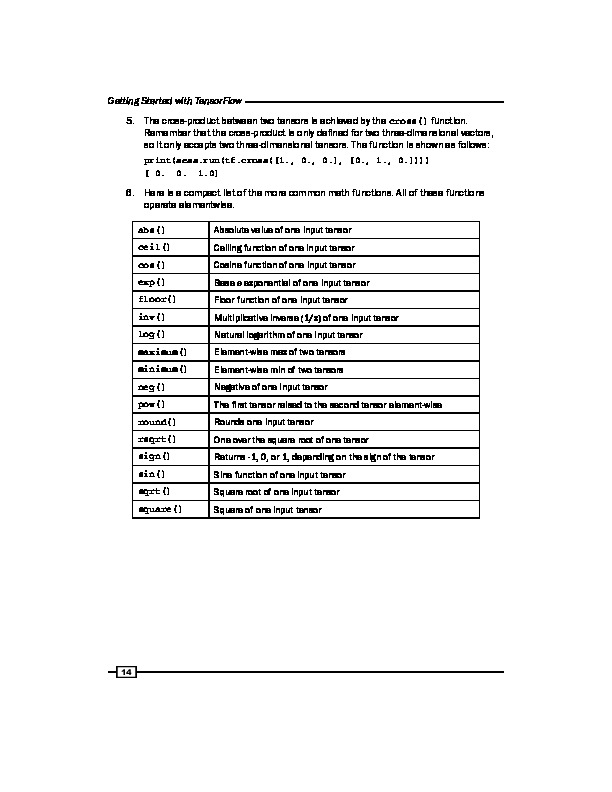 Getting Started with TensorFlow
5. The cross-product between two tensors is achieved by the cross() function.
Remember that the cross-product is only defined for two three-dimensional vectors,
so it only accepts two three-dimensional tensors. The function is shown as follows:
print(sess.run(tf.cross([1., 0., 0.], [0., 1., 0.])))
[ 0. 0. 1.0]
6. Here is a compact list of the more common math functions. All of these functions
operate elementwise.
abs() Absolute value of one input tensor
ceil() Ceiling function of one input tensor
cos() Cosine function of one input tensor
exp() Base e exponential of one input tensor
floor() Floor function of one input tensor
inv() Multiplicative inverse (1/x) of one input tensor
log() Natural logarithm of one input tensor
maximum() Element-wise max of two tensors
minimum() Element-wise min of two tensors
neg() Negative of one input tensor
pow() The first tensor raised to the second tensor element-wise
round() Rounds one input tensor
rsqrt() One over the square root of one tensor
sign() Returns -1, 0, or 1, depending on the sign of the tensor
sin() Sine function of one input tensor
sqrt() Square root of one input tensor
square() Square of one input tensor
14